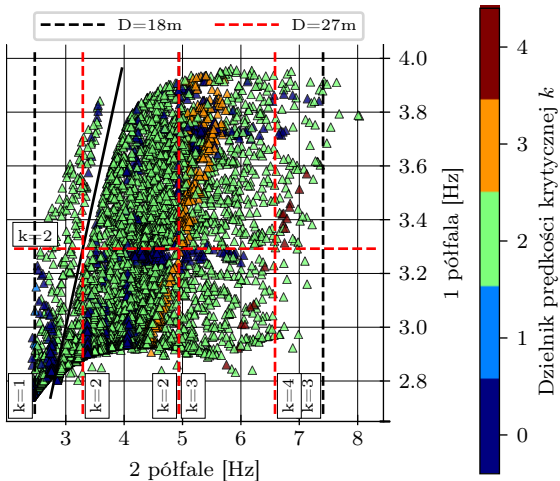 D=18m
D=27m
4.0
3.8
3.6
3.4
3.2
3.0
2.8
1 półfala [Hz]
k=2
k=1
k=2
k=2
k=3
k=4
k=3
3
4
5
6
7
8
2 półfale [Hz]
4
3
2
1
0
Dzielnik prędkości krytycznej k